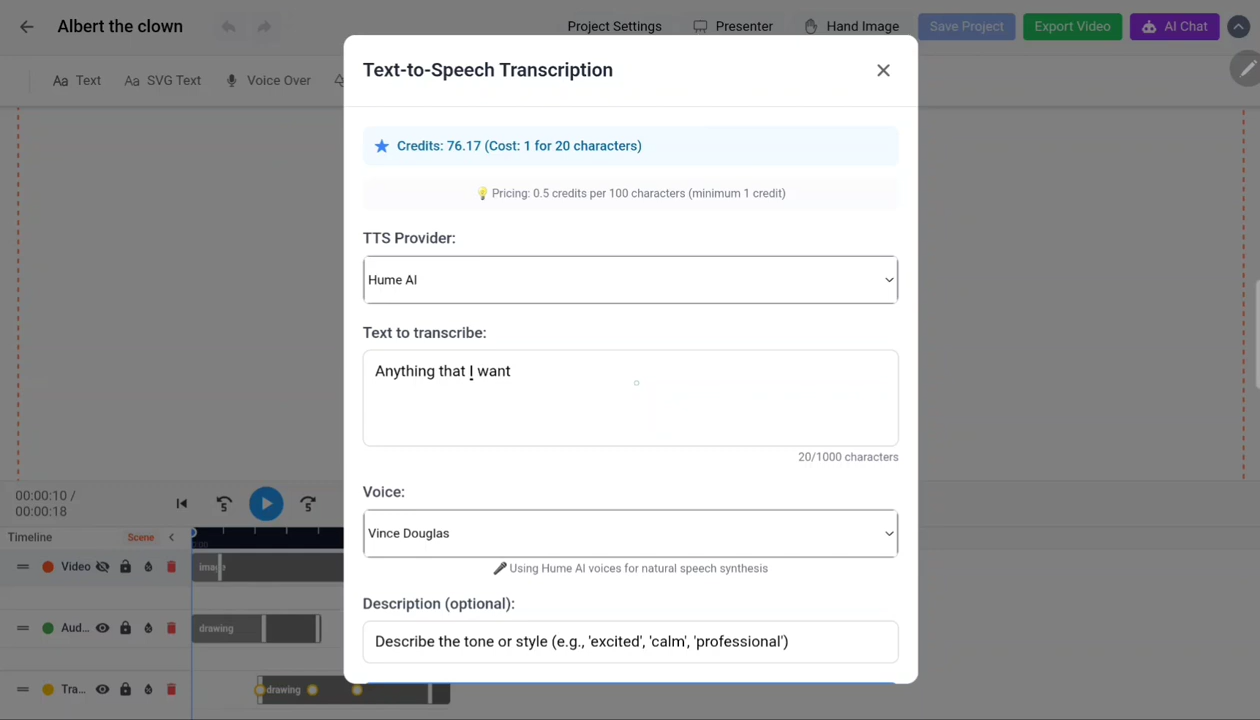 Albert the clown
Project Settings
Presenter
Hand Image
Save Project
Export Video
AI Chat
Aa Text
Aa SVG Text
Voice Over
Text-to-Speech Transcription
Credits: 76.17 (Cost: 1 for 20 characters)
Pricing: 0.5 credits per 100 characters (minimum 1 credit)
TTS Provider:
Hume AI
Text to transcribe:
Anything that I want
20/1000 characters
Voice:
Vince Douglas
Using Hume AI voices for natural speech synthesis
Description (optional):
Describe the tone or style (e.g., 'excited', 'calm', 'professional')
00:00:10 /
00:00:18
5
5
Timeline
Scene
Video
image
Aud...
drawing
Tra...
drawing